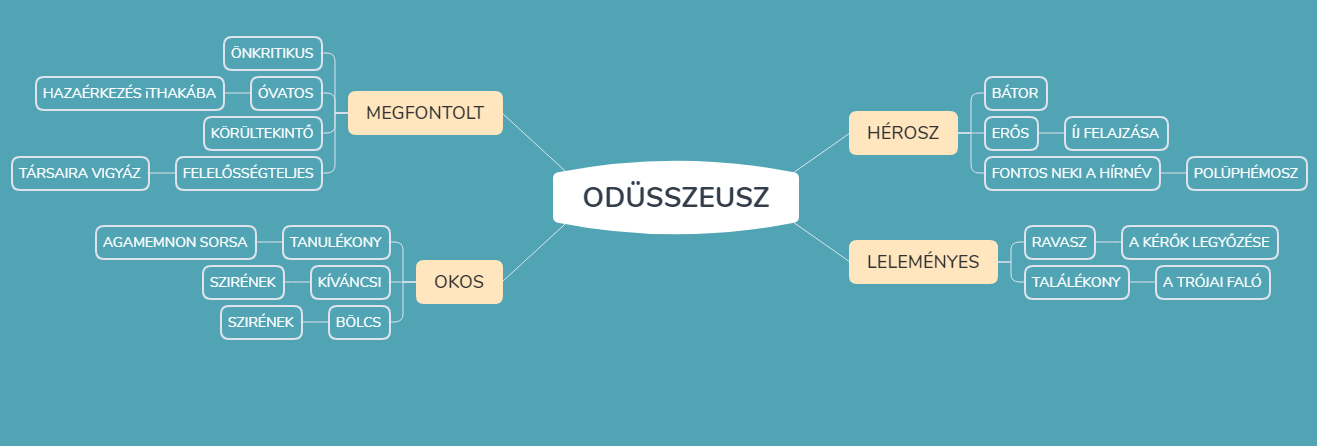 ODÜSSZEUSZ
MEGFONTOLT
ÖNKRITIKUS
ÓVATOS
HAZAÉRKEZÉS iTHAKÁBA
KÖRÜLTEKINTŐ
FELELŐSSÉGTELJES
TÁRSAIRA VIGYÁZ
OKOS
TANULÉKONY
AGAMEMNON SORSA
KÍVÁNCSI
SZIRÉNEK
BÖLCS
SZIRÉNEK
HÉROSZ
BÁTOR
ERŐS
ÍJ FELAJZÁSA
FONTOS NEKI A HÍRNÉV
POLÜPHÉMOSZ
LELEMÉNYES
RAVASZ
A KÉRŐK LEGYŐZÉSE
TALÁLÉKONY
A TRÓJAI FALÓ